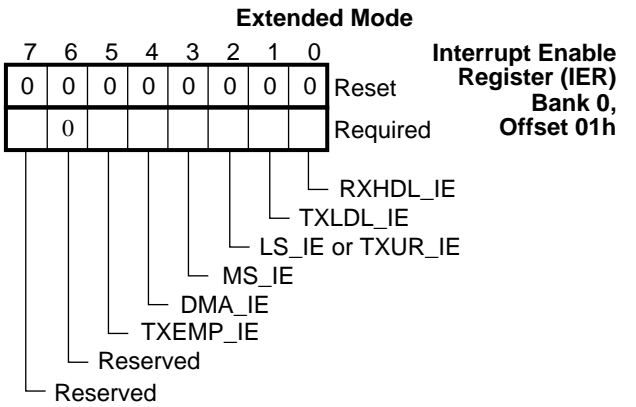 Extended Mode
7 6 5 4 3 2 1 0
Interrupt Enable
Register (IER)
Bank 0,
Offset 01h
0 0 0 0 0 0 0 0 Reset
0 Required
RXHDL_IE
TXLDL_IE
LS_IE or TXUR_IE
MS_IE
DMA_IE
TXEMP_IE
Reserved
Reserved